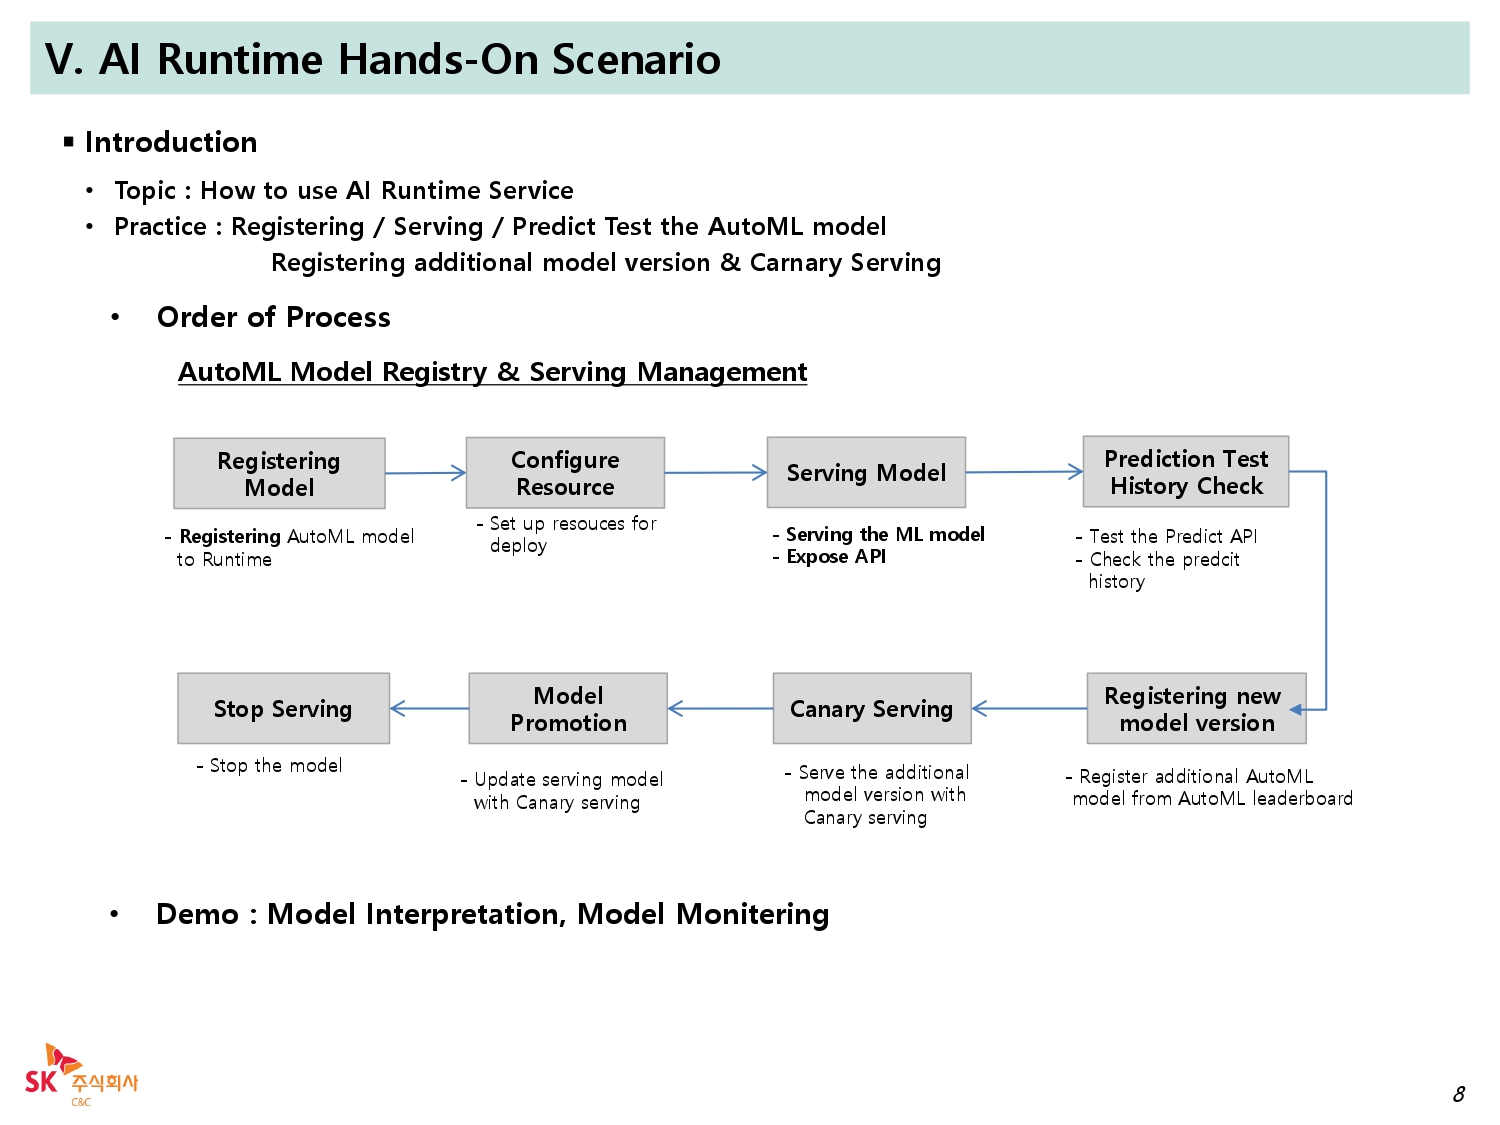 V. AI Runtime Hands-On Scenario
▪ Introduction
• Topic : How to use AI Runtime Service
• Practice : Registering / Serving / Predict Test the AutoML model
Registering additional model version & Carnary Serving
• Order of Process
AutoML Model Registry & Serving Management
Registering
Model
- Registering AutoML model
to Runtime
Configure
Resource
- Set up resouces for
deploy
Serving Model
- Serving the ML model
- Expose API
Prediction Test
History Check
- Test the Predict API
- Check the predcit
history
Registering new
model version
- Register additional AutoML
model from AutoML leaderboard
Canary Serving
- Serve the additional
model version with
Canary serving
Model
Promotion
- Update serving model
with Canary serving
Stop Serving
- Stop the model
• Demo : Model Interpretation, Model Monitering
SK 주식회사
C&C
8